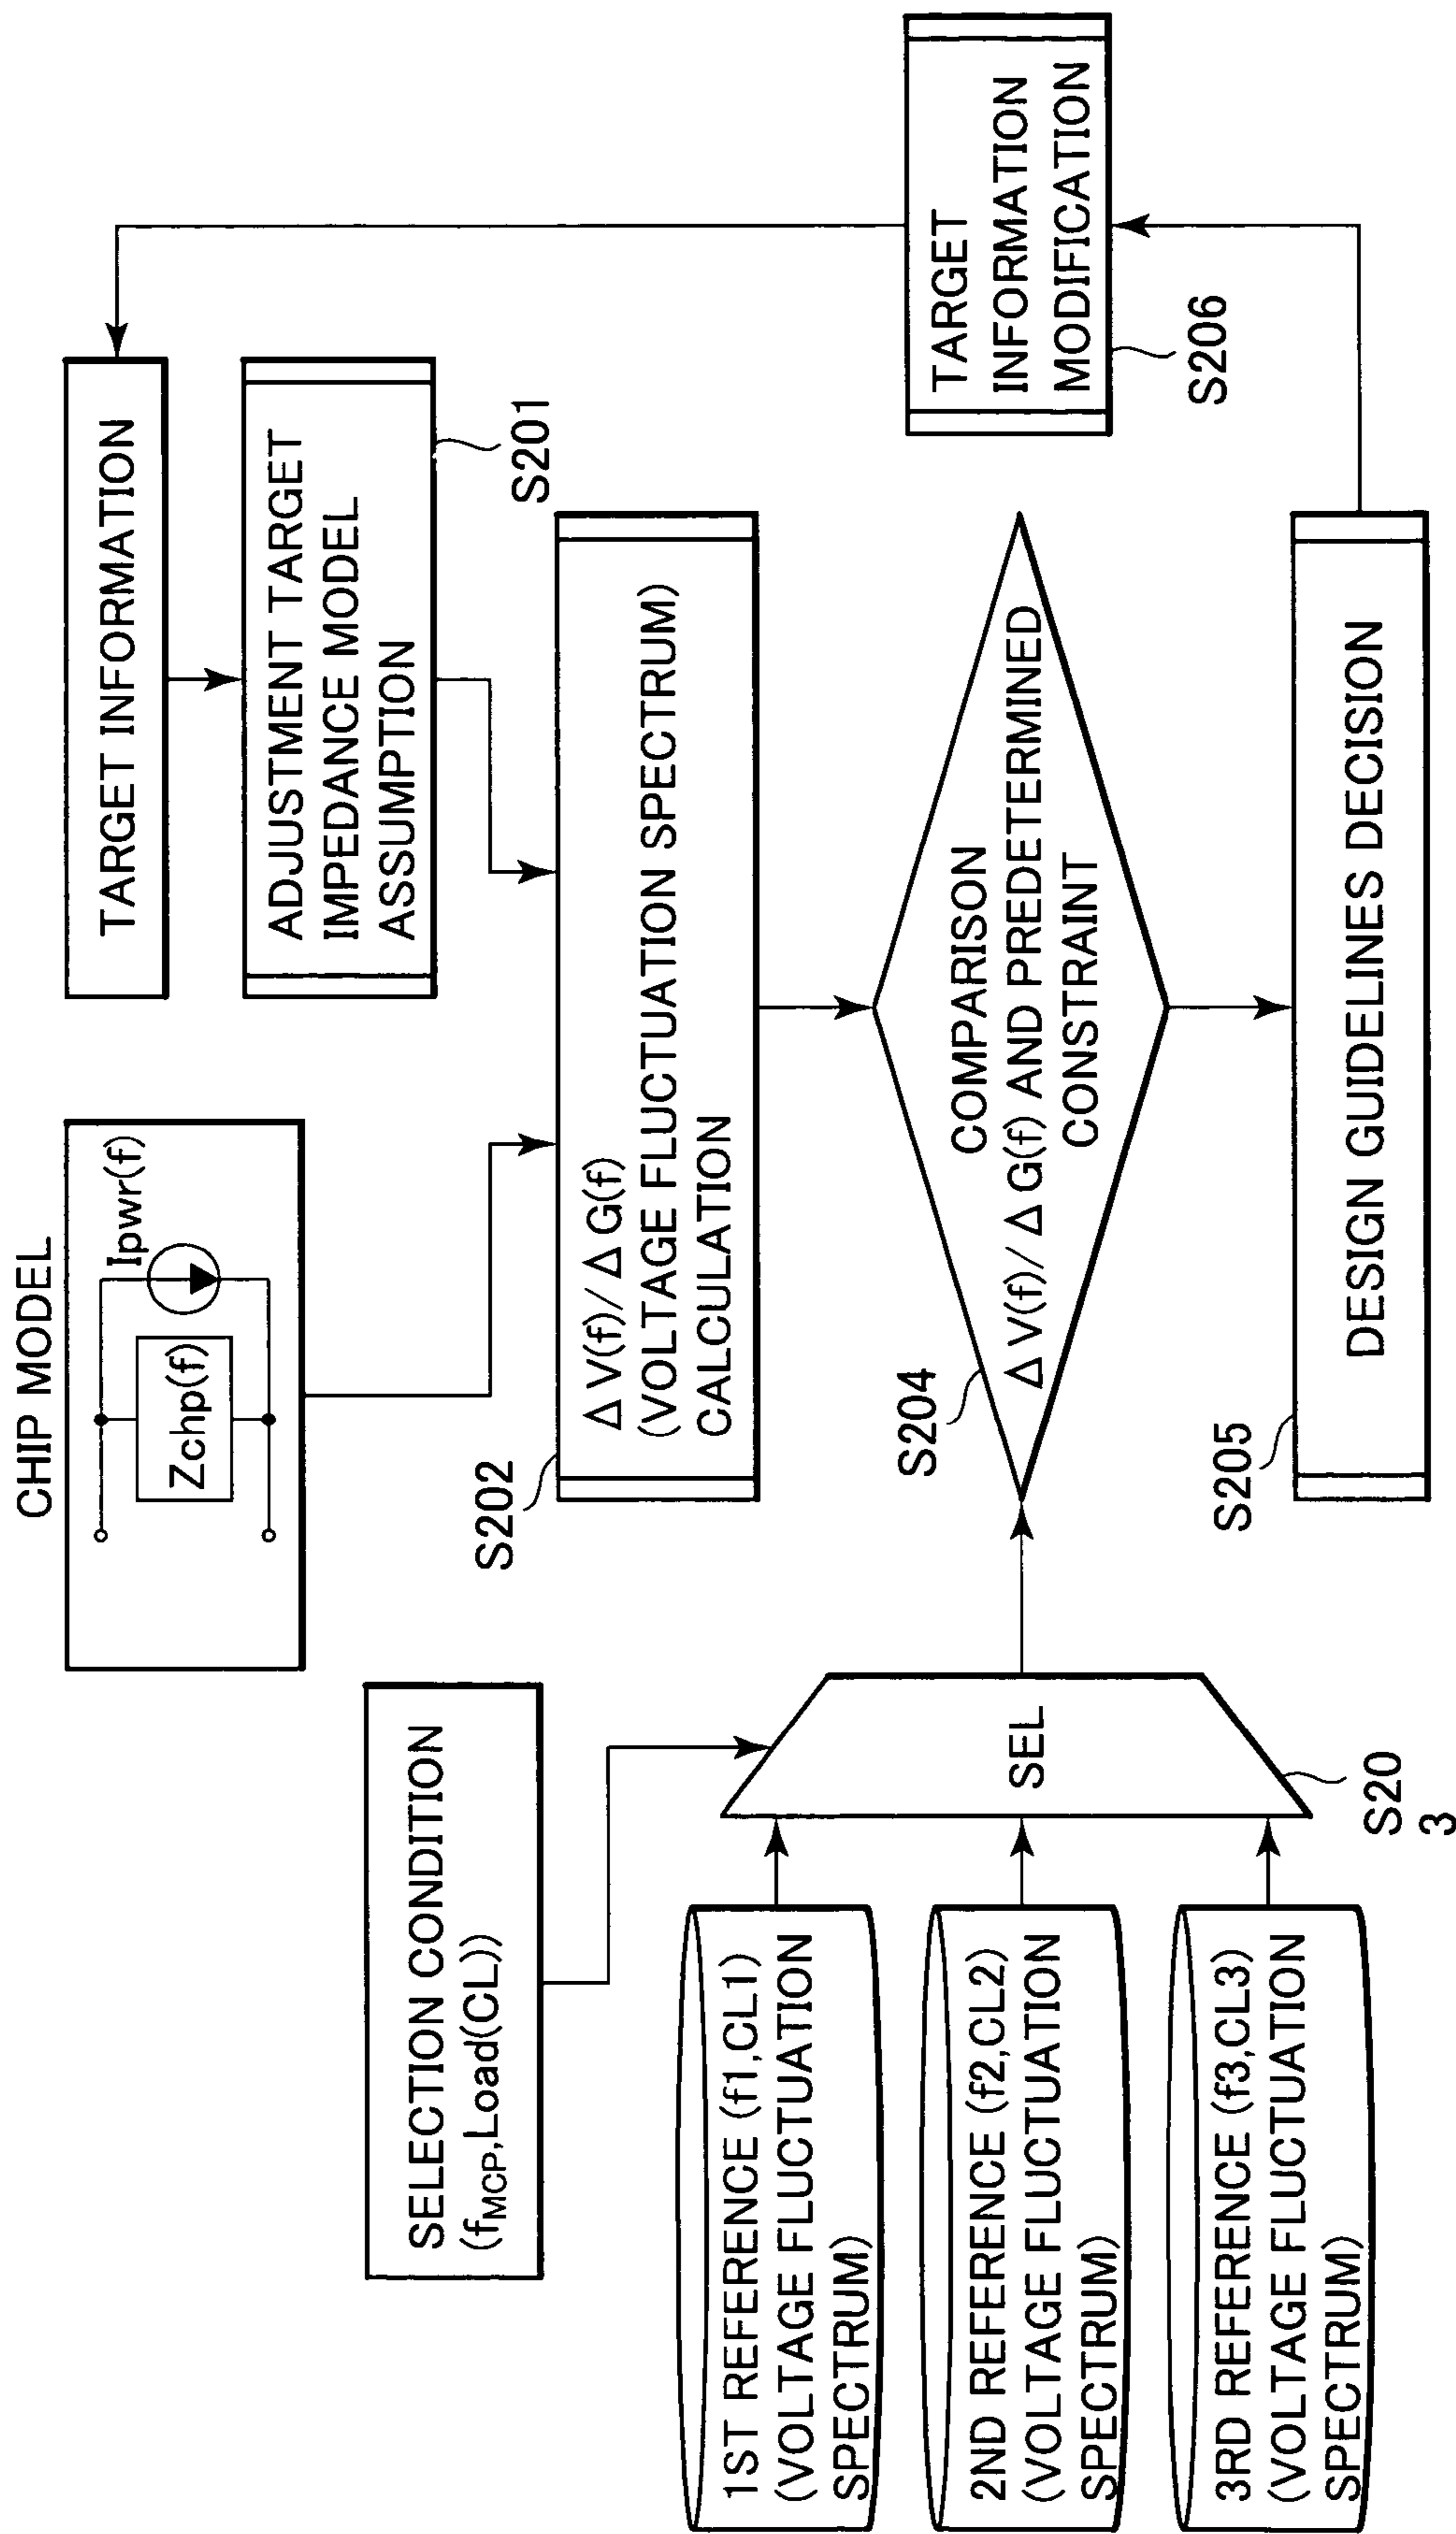 CHIP MODEL
Zchp(f)
Ipwr(f)
TARGET INFORMATION
ADJUSTMENT TARGET
IMPEDANCE MODEL
ASSUMPTION
S201
SELECTION CONDITION
(fMCP,Load(CL))
S202
ΔV(f)/ΔG(f)
(VOLTAGE FLUCTUATION SPECTRUM)
CALCULATION
1ST REFERENCE (f1,CL1)
(VOLTAGE FLUCTUATION
SPECTRUM)
2ND REFERENCE (f2,CL2)
(VOLTAGE FLUCTUATION
SPECTRUM)
3RD REFERENCE (f3,CL3)
(VOLTAGE FLUCTUATION
SPECTRUM)
SEL
S20
3
S204
COMPARISON
ΔV(f)/ΔG(f) AND PREDETERMINED
CONSTRAINT
TARGET
INFORMATION
MODIFICATION
S206
S205
DESIGN GUIDELINES DECISION